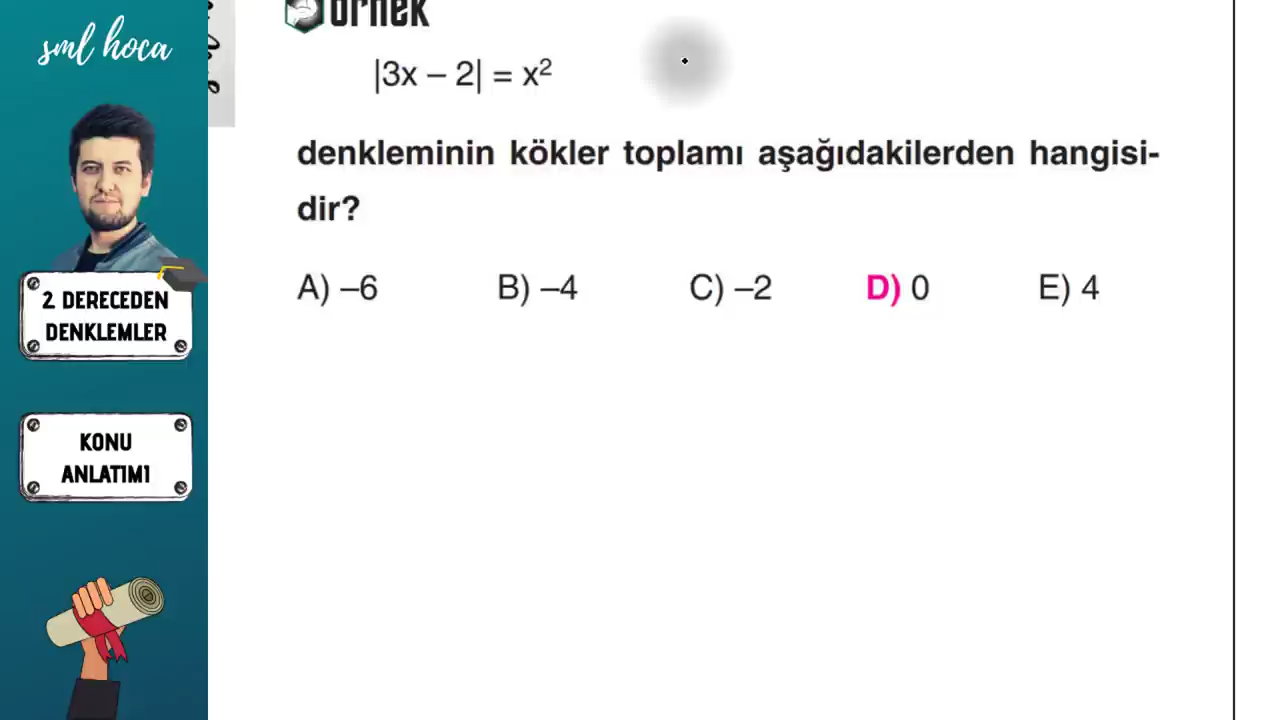 sml hoca
örnek
|3x – 2| = x²
denkleminin kökler toplamı aşağıdakilerden hangisi-
dir?
A) –6 B) –4 C) –2 D) 0 E) 4
2. DERECEDEN
DENKLEMLER
KONU
ANLATIMI